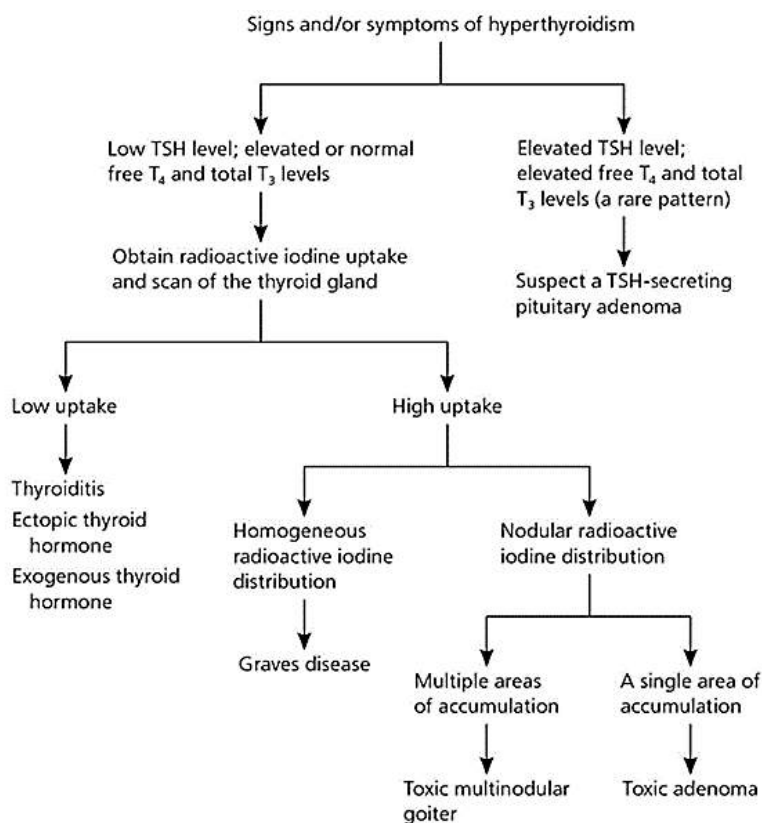 Signs and/or symptoms of hyperthyroidism
Low TSH level; elevated or normal
free T₄ and total T₃ levels
Elevated TSH level;
elevated free T₄ and total
T₃ levels (a rare pattern)
Obtain radioactive iodine uptake
and scan of the thyroid gland
Suspect a TSH-secreting
pituitary adenoma
Low uptake
High uptake
Thyroiditis
Ectopic thyroid
hormone
Exogenous thyroid
hormone
Homogeneous
radioactive iodine
distribution
Nodular radioactive
iodine distribution
Graves disease
Multiple areas
of accumulation
A single area of
accumulation
Toxic multinodular
goiter
Toxic adenoma